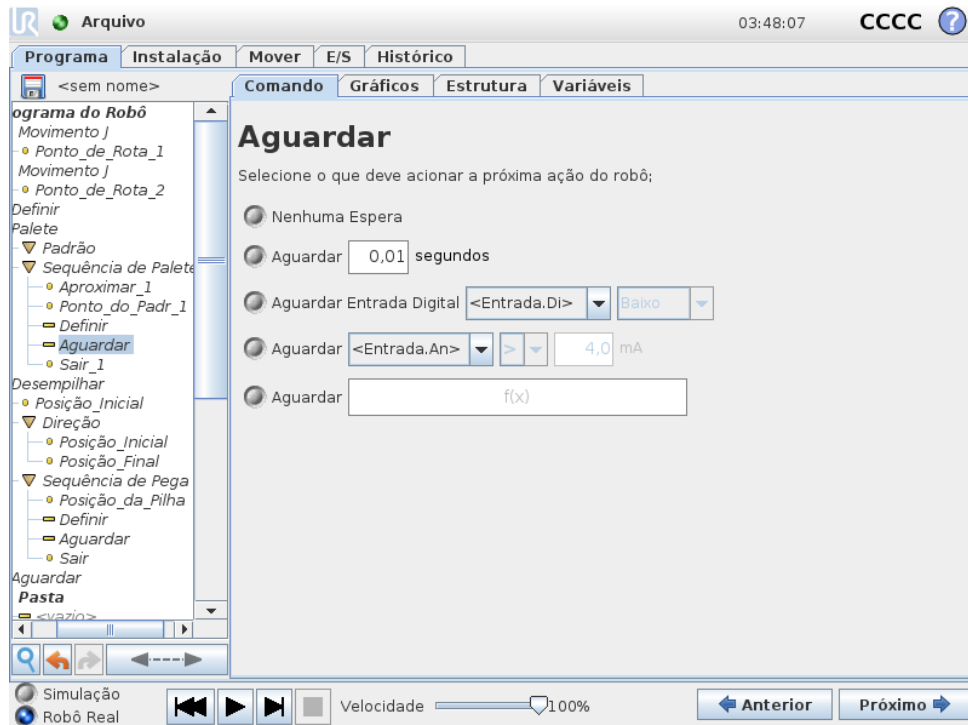 UR Arquivo 03:48:07 CCCC ?
Programa Instalação Mover E/S Histórico
<sem nome> Comando Gráficos Estrutura Variáveis
ograma do Robô
Movimento J
Ponto_de_Rota_1
Movimento J
Ponto_de_Rota_2
Definir
Palete
Padrão
Sequência de Palete
Aproximar_1
Ponto_do_Padr_1
Definir
Aguardar
Sair_1
Desempilhar
Posição_Inicial
Direção
Posição_Inicial
Posição_Final
Sequência de Pega
Posição_da_Pilha
Definir
Aguardar
Sair
Aguardar
Pasta
<vazio>
Aguardar
Selecione o que deve acionar a próxima ação do robô;
Nenhuma Espera
Aguardar 0,01 segundos
Aguardar Entrada Digital <Entrada.Di> Baixo
Aguardar <Entrada.An> > 4,0 mA
Aguardar f(x)
Simulação
Robô Real
Velocidade 100%
Anterior Próximo